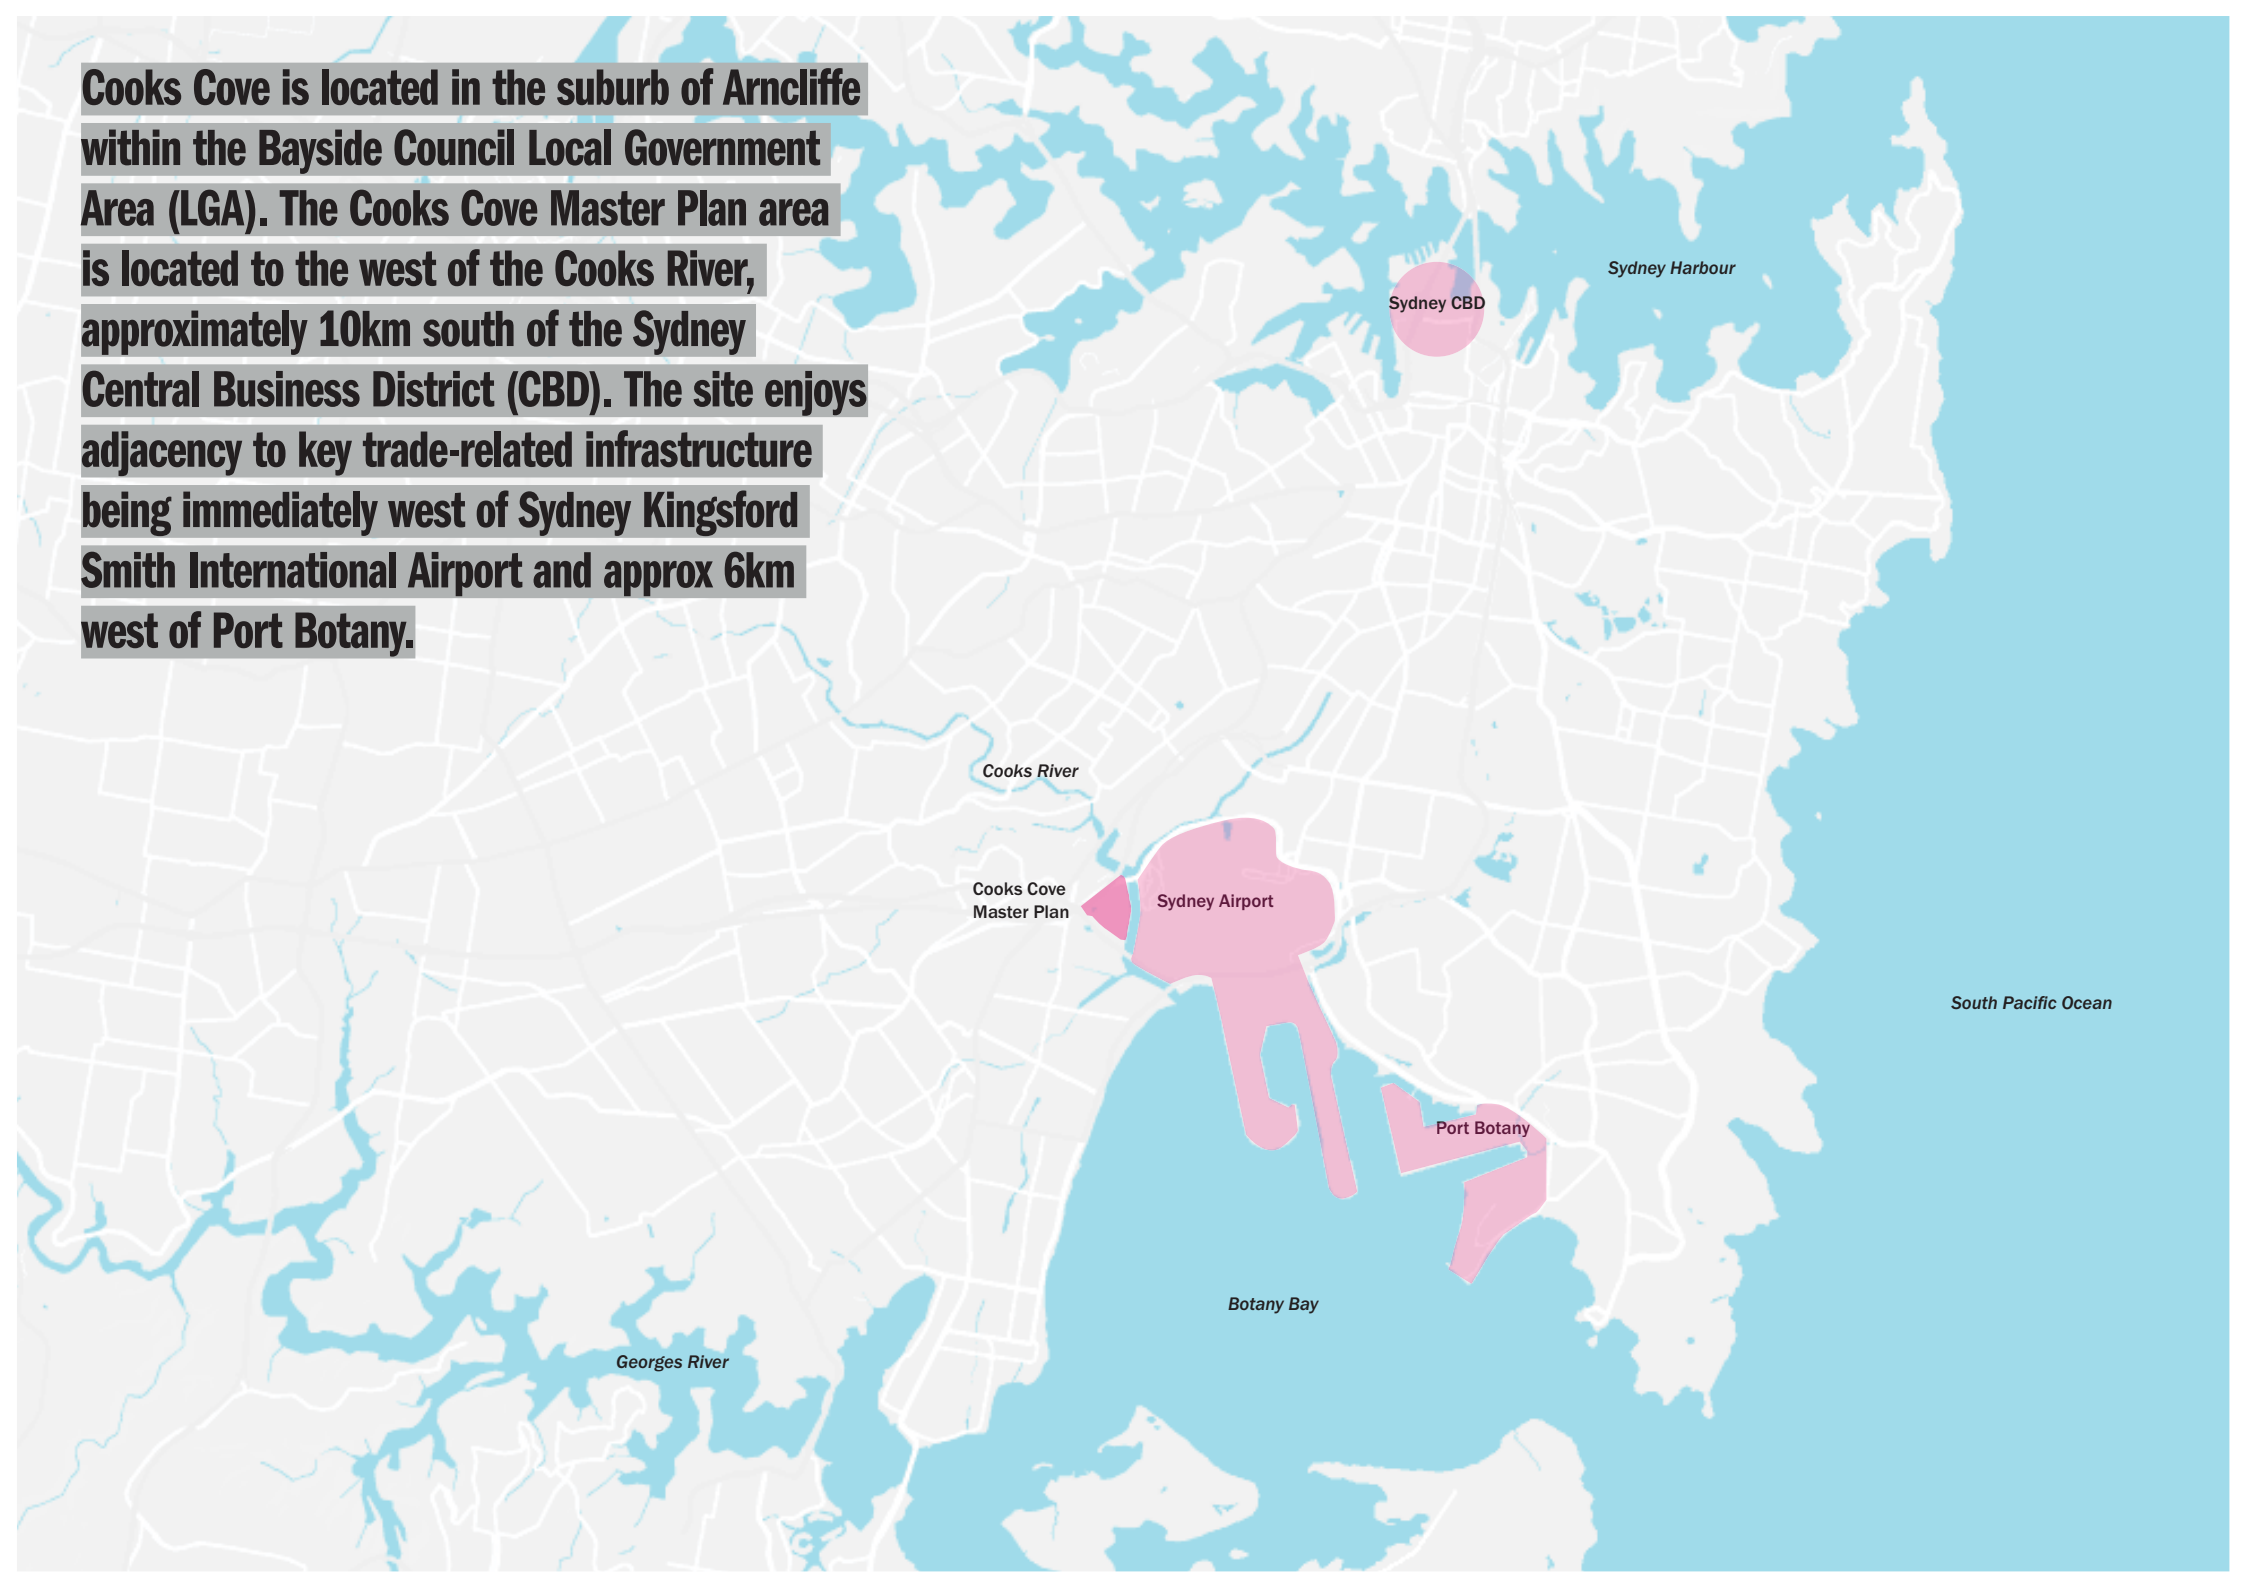 Cooks Cove is located in the suburb of Arncliffe
within the Bayside Council Local Government
Area (LGA). The Cooks Cove Master Plan area
is located to the west of the Cooks River,
approximately 10km south of the Sydney
Central Business District (CBD). The site enjoys
adjacency to key trade-related infrastructure
being immediately west of Sydney Kingsford
Smith International Airport and approx 6km
west of Port Botany.
Sydney Harbour
Sydney CBD
Cooks River
Cooks Cove
Master Plan
Sydney Airport
South Pacific Ocean
Port Botany
Botany Bay
Georges River